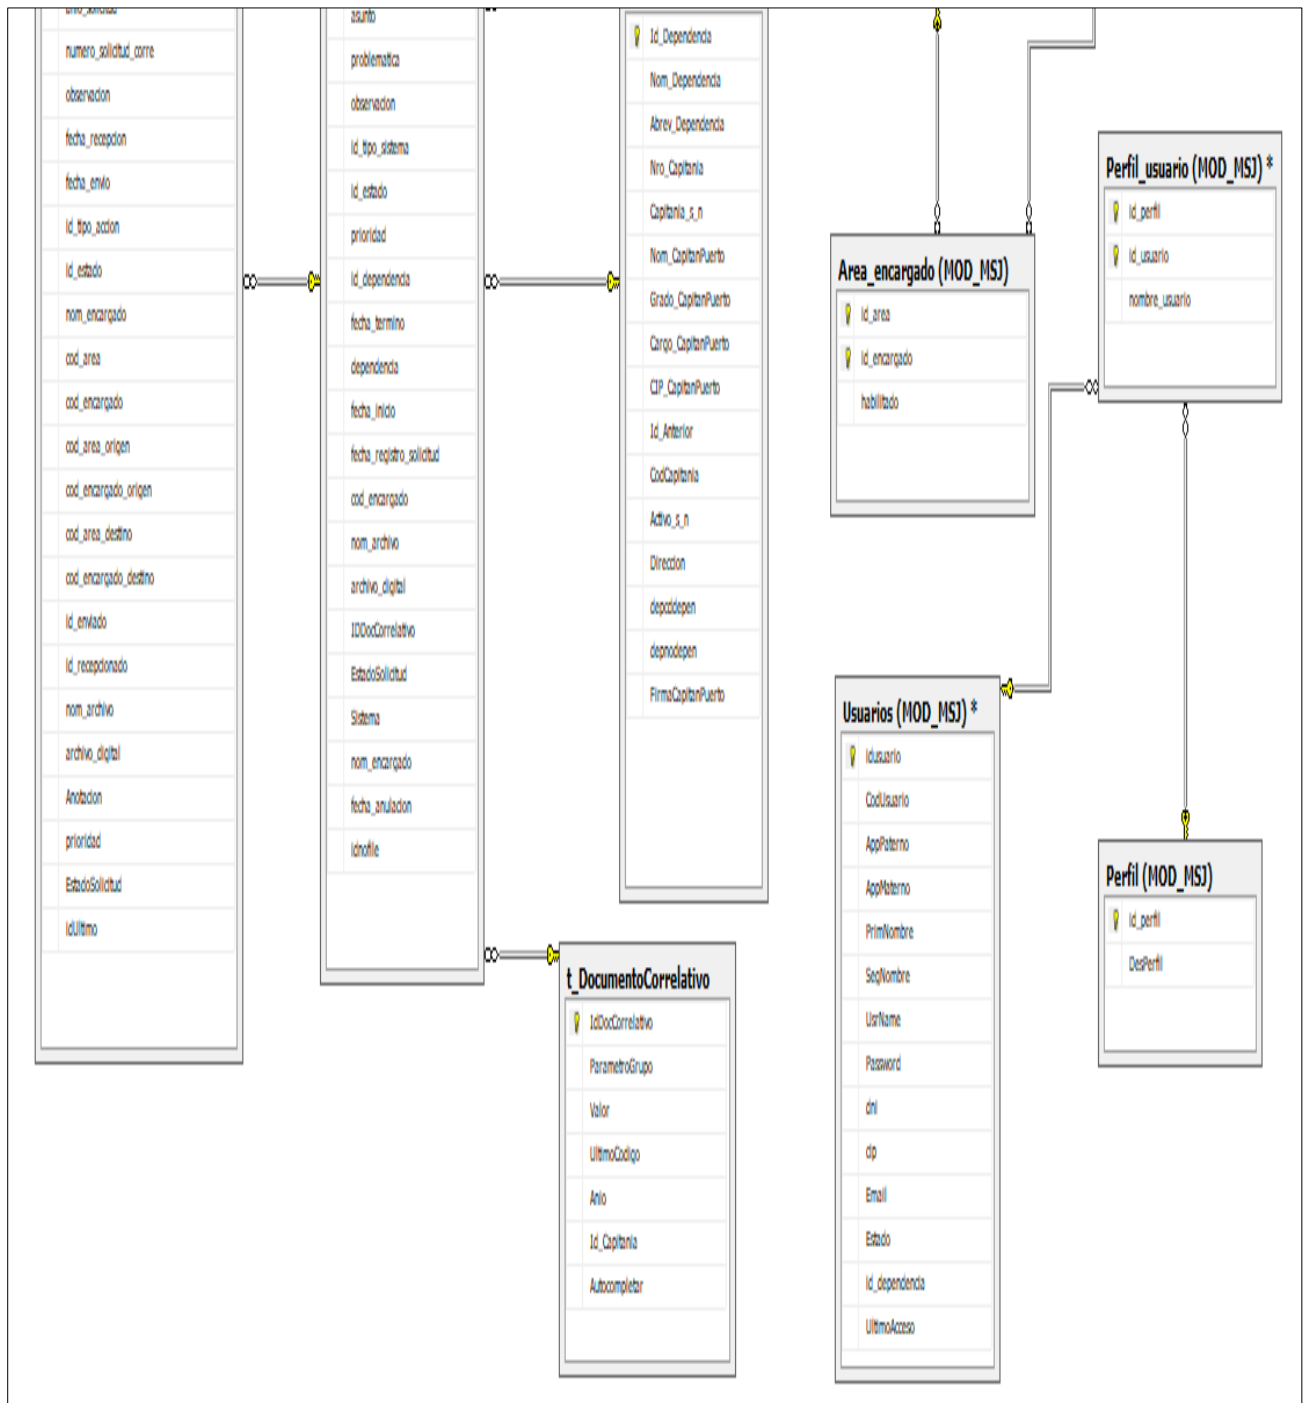 numero_solicitud_corre
observacion
fecha_recepcion
fecha_envio
id_tipo_accion
id_estado
nom_encargado
cod_area
cod_encargado
cod_area_origen
cod_encargado_origen
cod_area_destino
cod_encargado_destino
id_enviado
id_recepcionado
nom_archivo
archivo_digital
Anotacion
prioridad
EstadoSolicitud
idUltimo
asunto
problematica
observacion
id_tipo_sistema
id_estado
prioridad
id_dependencia
fecha_termino
dependencia
fecha_inicio
fecha_registro_solicitud
cod_encargado
nom_archivo
archivo_digital
IDDocCorrelativo
EstadoSolicitud
Sistema
nom_encargado
fecha_anulacion
idnofile
Id_Dependencia
Nom_Dependencia
Abrev_Dependencia
Nro_Capitania
Capitania_s_n
Nom_CapitanPuerto
Grado_CapitanPuerto
Cargo_CapitanPuerto
CIP_CapitanPuerto
Id_Anterior
CodCapitania
Activo_s_n
Direccion
depcddepen
depnodepen
FirmaCapitanPuerto
t_DocumentoCorrelativo
IdDocCorrelativo
ParametroGrupo
Valor
UltimoCodigo
Anio
Id_Capitania
Autocompletar
Area_encargado (MOD_MSJ)
id_area
id_encargado
habilitado
Usuarios (MOD_MSJ) *
idusuario
CodUsuario
AppPaterno
AppMaterno
PrimNombre
SegNombre
UsrName
Password
dni
cip
Email
Estado
id_dependencia
UltimoAcceso
Perfil_usuario (MOD_MSJ) *
id_perfil
id_usuario
nombre_usuario
Perfil (MOD_MSJ)
id_perfil
DesPerfil